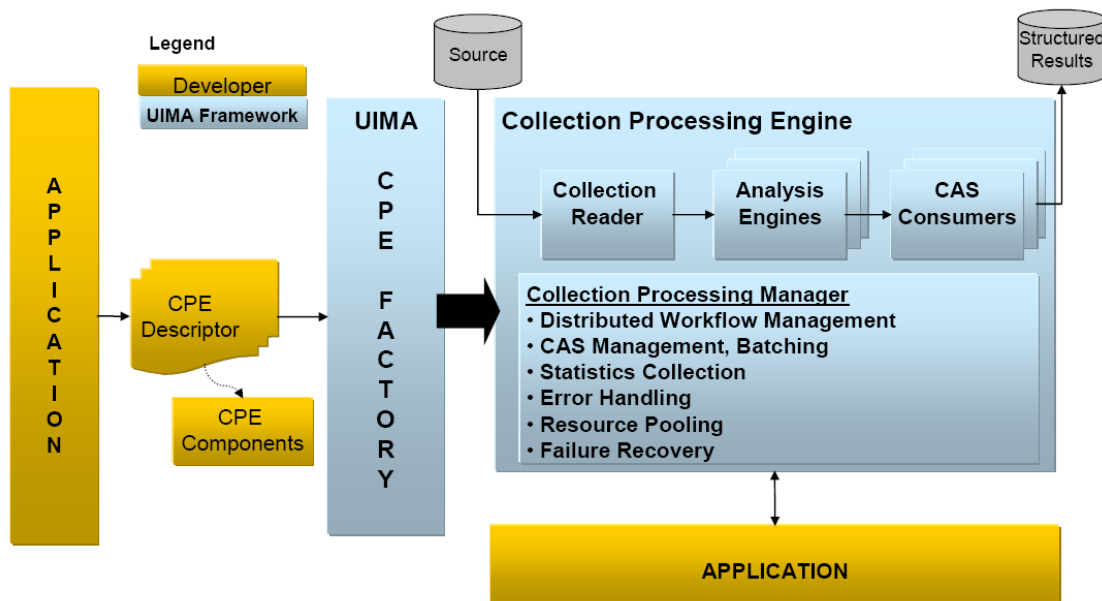 Legend
Developer
UIMA Framework
Source
Structured
Results
APPLICATION
CPE
Descriptor
CPE
Components
UIMA
CPE
FACTORY
Collection Processing Engine
Collection
Reader
Analysis
Engines
CAS
Consumers
Collection Processing Manager
• Distributed Workflow Management
• CAS Management, Batching
• Statistics Collection
• Error Handling
• Resource Pooling
• Failure Recovery
APPLICATION